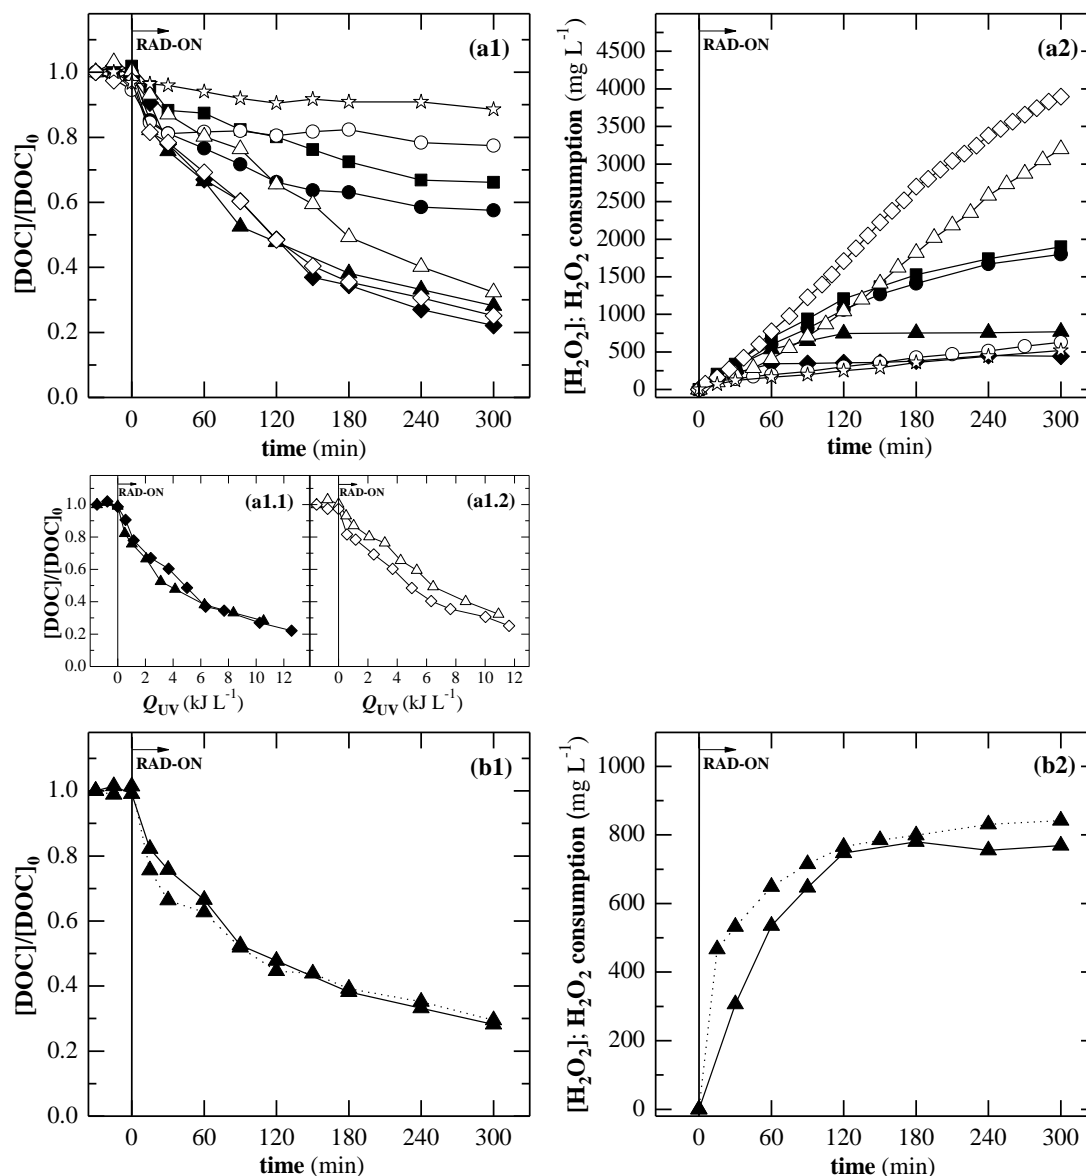 RAD-ON
(a1)
1.0
0.8
0.6
0.4
0.2
0.0
[DOC]/[DOC]₀
0 60 120 180 240 300
time (min)
RAD-ON
(a2)
4500
4000
3500
3000
2500
2000
1500
1000
500
0
[H₂O₂]; H₂O₂ consumption (mg L⁻¹)
0 60 120 180 240 300
time (min)
RAD-ON
(a1.1)
1.0
0.8
0.6
0.4
0.2
0.0
[DOC]/[DOC]₀
0 2 4 6 8 10 12
Q_UV (kJ L⁻¹)
RAD-ON
(a1.2)
0 2 4 6 8 10 12
Q_UV (kJ L⁻¹)
RAD-ON
(b1)
1.0
0.8
0.6
0.4
0.2
0.0
[DOC]/[DOC]₀
0 60 120 180 240 300
time (min)
RAD-ON
(b2)
1000
800
600
400
200
0
[H₂O₂]; H₂O₂ consumption (mg L⁻¹)
0 60 120 180 240 300
time (min)